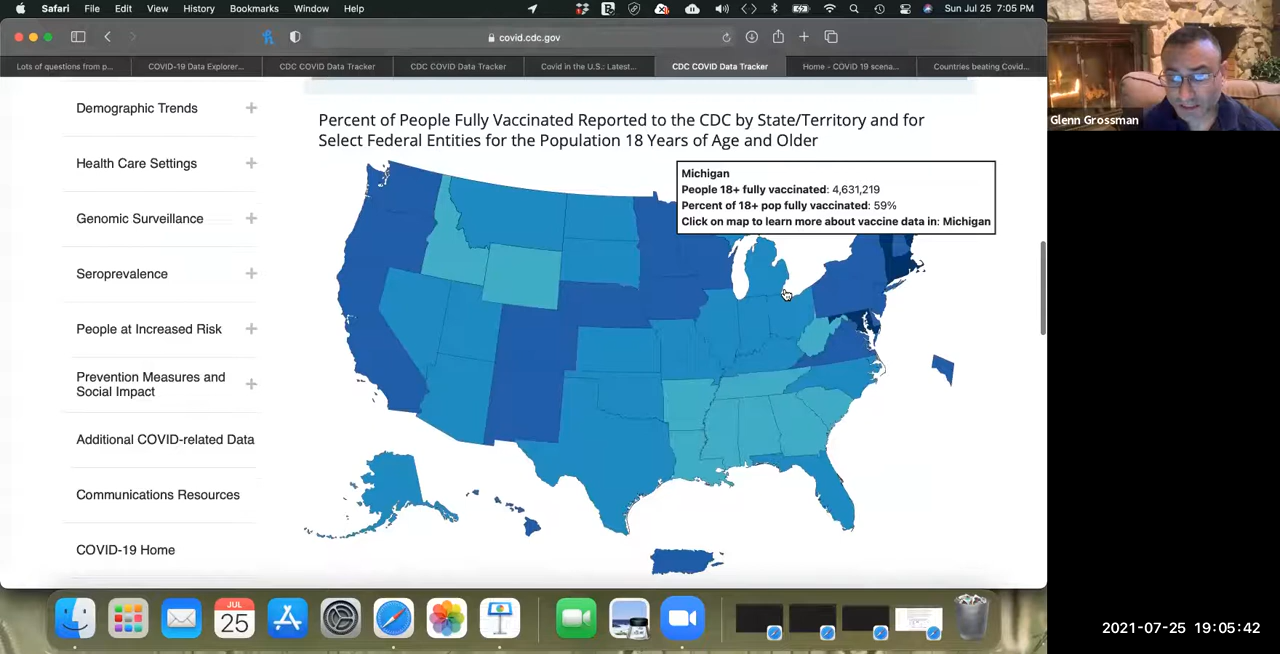 Safari File Edit View History Bookmarks Window Help Sun Jul 25 7:05 PM
covid.cdc.gov
Lots of questions from p... COVID-19 Data Explorer... CDC COVID Data Tracker CDC COVID Data Tracker Covid in the U.S.: Latest... CDC COVID Data Tracker Home - COVID 19 scena... Countries beating Covid...
Demographic Trends
Health Care Settings
Genomic Surveillance
Seroprevalence
People at Increased Risk
Prevention Measures and
Social Impact
Additional COVID-related Data
Communications Resources
COVID-19 Home
Percent of People Fully Vaccinated Reported to the CDC by State/Territory and for
Select Federal Entities for the Population 18 Years of Age and Older
Michigan
People 18+ fully vaccinated: 4,631,219
Percent of 18+ pop fully vaccinated: 59%
Click on map to learn more about vaccine data in: Michigan
Glenn Grossman
JUL
25
2021-07-25 19:05:42